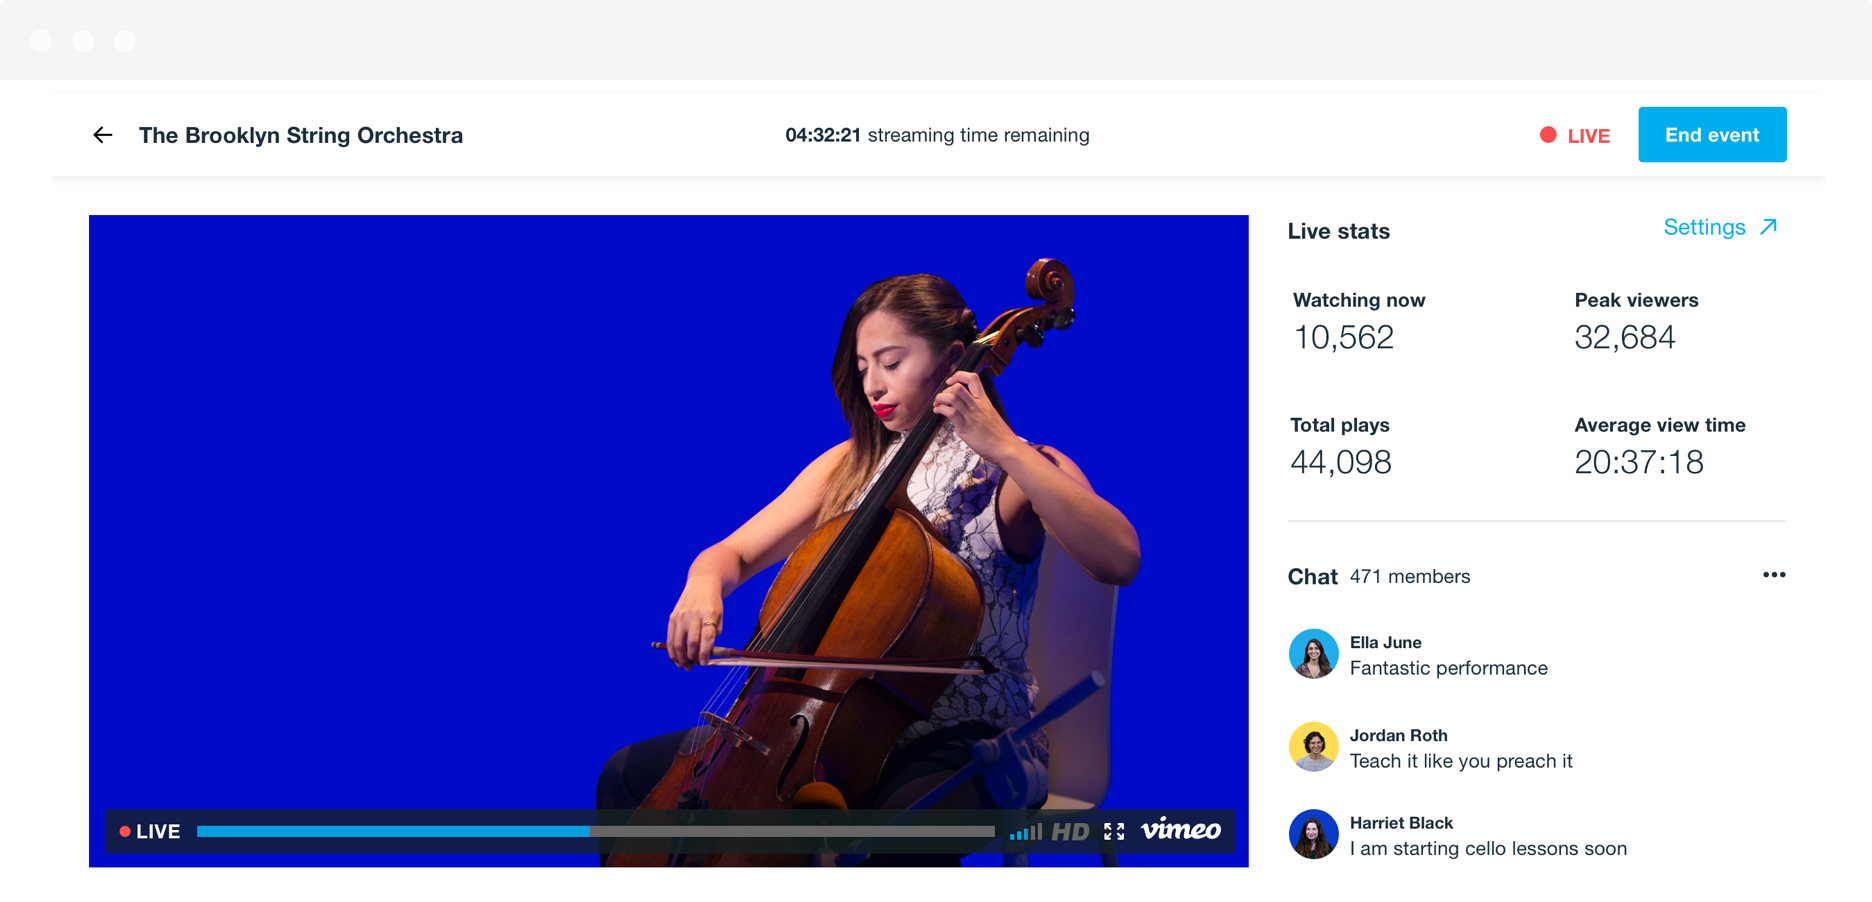 The Brooklyn String Orchestra
04:32:21 streaming time remaining
LIVE
End event
Live stats
Settings
Watching now
10,562
Peak viewers
32,684
Total plays
44,098
Average view time
20:37:18
Chat 471 members
Ella June
Fantastic performance
Jordan Roth
Teach it like you preach it
Harriet Black
I am starting cello lessons soon
LIVE
HD
vimeo